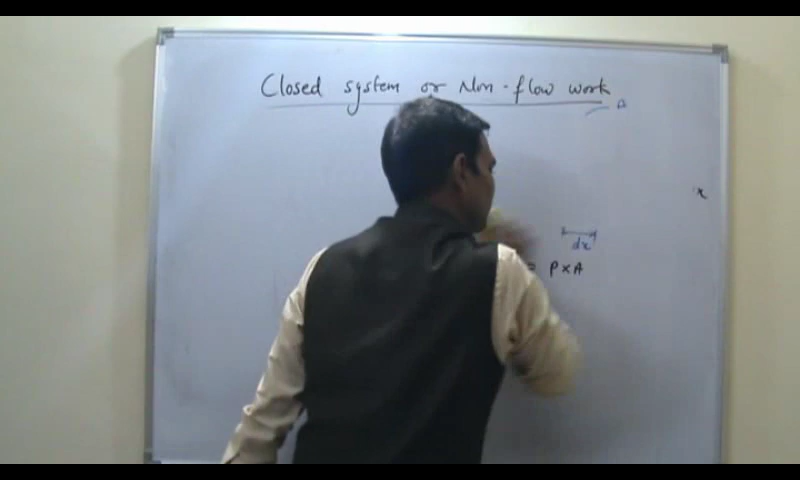 Closed system or Non-flow work
A
x
dx
= P x A